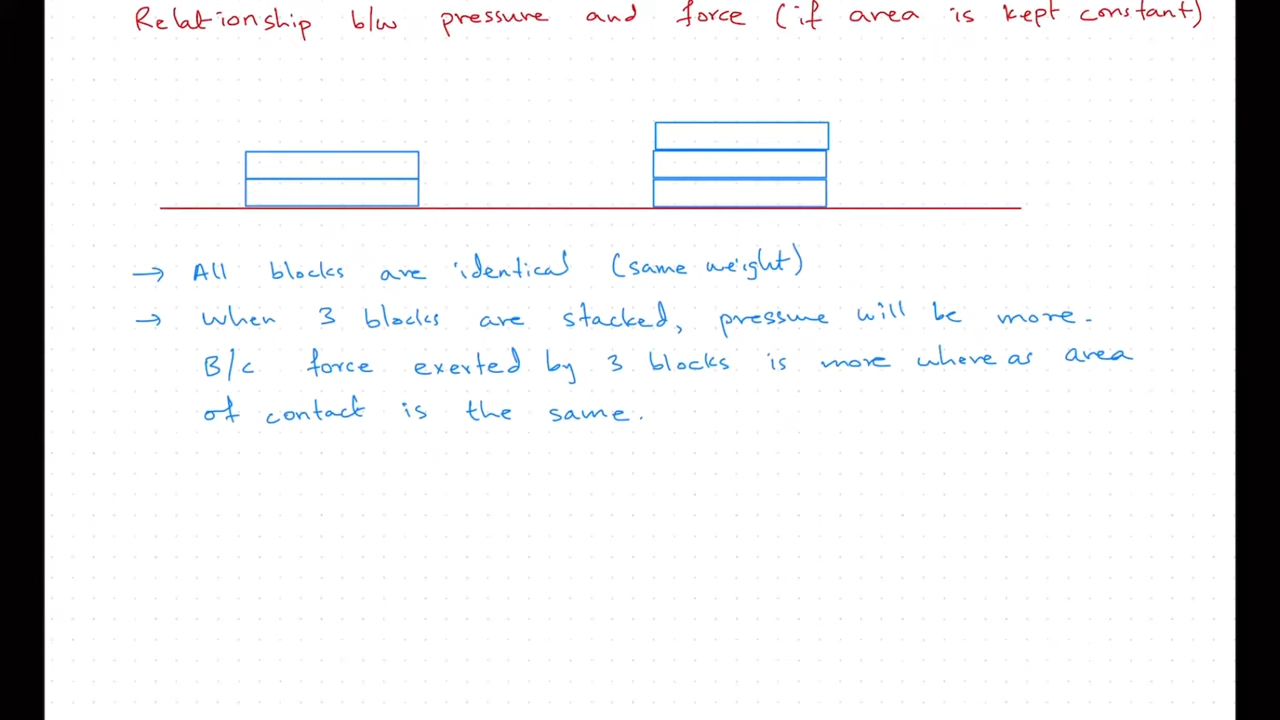 Relationship b/w pressure and force (if area is kept constant)
→ All blocks are identical (same weight)
→ When 3 blocks are stacked, pressure will be more.
B/c force exerted by 3 blocks is more where as area
of contact is the same.